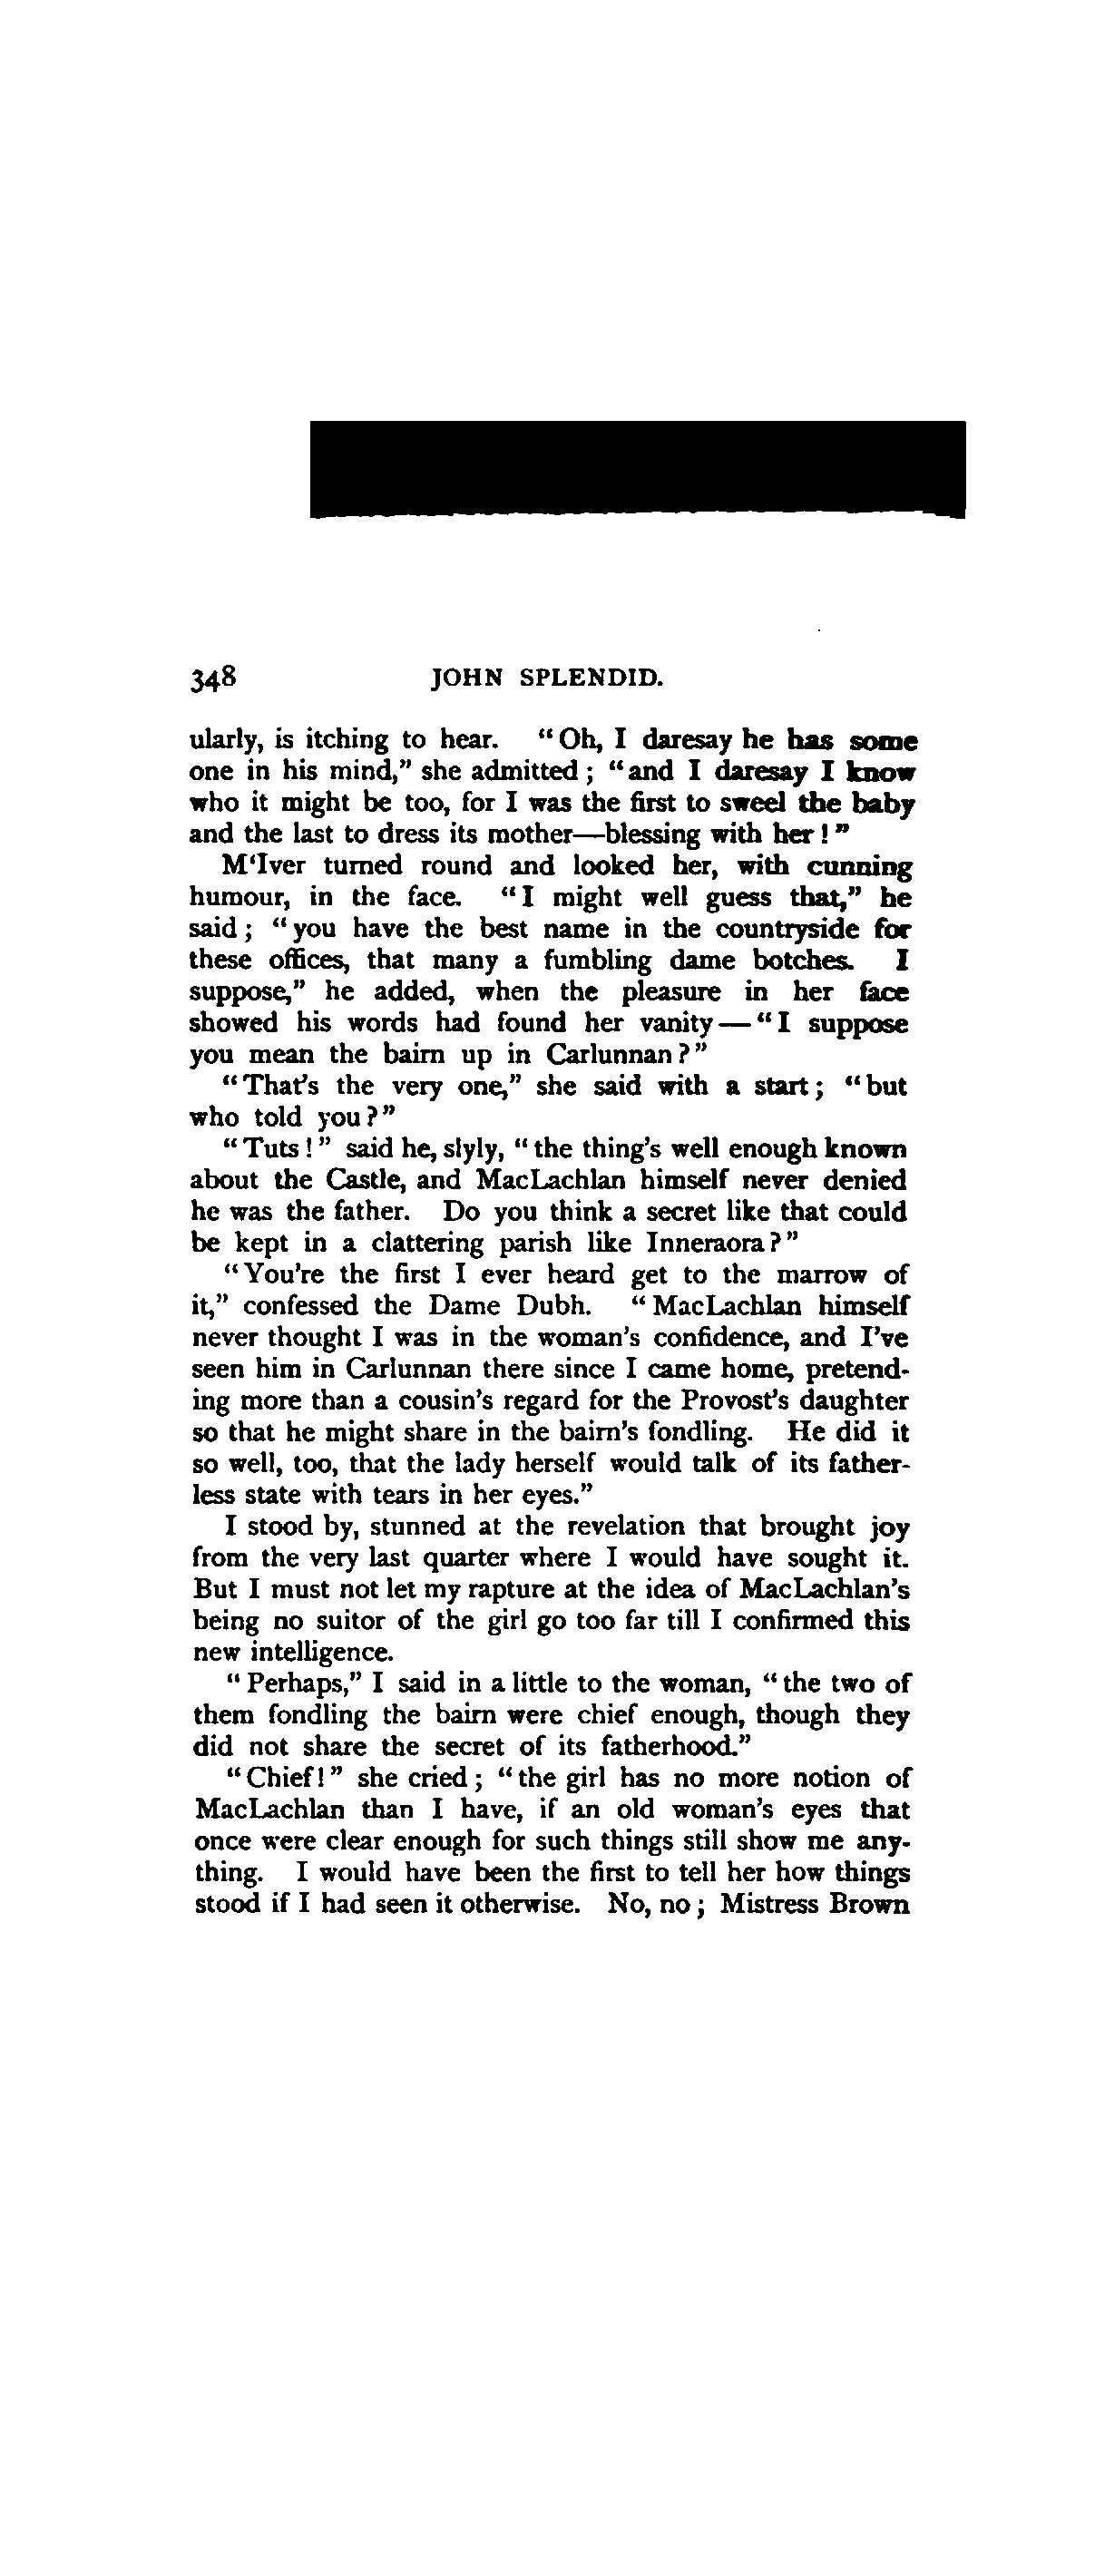 348 JOHN SPLENDID.
ularly, is itching to hear. "Oh, I daresay he has some
one in his mind," she admitted; "and I daresay I know
who it might be too, for I was the first to sweel the baby
and the last to dress its mother—blessing with her!"
M'Iver turned round and looked her, with cunning
humour, in the face. "I might well guess that," he
said; "you have the best name in the countryside for
these offices, that many a fumbling dame botches. I
suppose," he added, when the pleasure in her face
showed his words had found her vanity—"I suppose
you mean the bairn up in Carlunnan?"
"That's the very one," she said with a start; "but
who told you?"
"Tuts!" said he, slyly, "the thing's well enough known
about the Castle, and MacLachlan himself never denied
he was the father. Do you think a secret like that could
be kept in a clattering parish like Inneraora?"
"You're the first I ever heard get to the marrow of
it," confessed the Dame Dubh. "MacLachlan himself
never thought I was in the woman's confidence, and I've
seen him in Carlunnan there since I came home, pretend-
ing more than a cousin's regard for the Provost's daughter
so that he might share in the bairn's fondling. He did it
so well, too, that the lady herself would talk of its father-
less state with tears in her eyes."
I stood by, stunned at the revelation that brought joy
from the very last quarter where I would have sought it.
But I must not let my rapture at the idea of MacLachlan's
being no suitor of the girl go too far till I confirmed this
new intelligence.
"Perhaps," I said in a little to the woman, "the two of
them fondling the bairn were chief enough, though they
did not share the secret of its fatherhood."
"Chief!" she cried; "the girl has no more notion of
MacLachlan than I have, if an old woman's eyes that
once were clear enough for such things still show me any-
thing. I would have been the first to tell her how things
stood if I had seen it otherwise. No, no; Mistress Brown